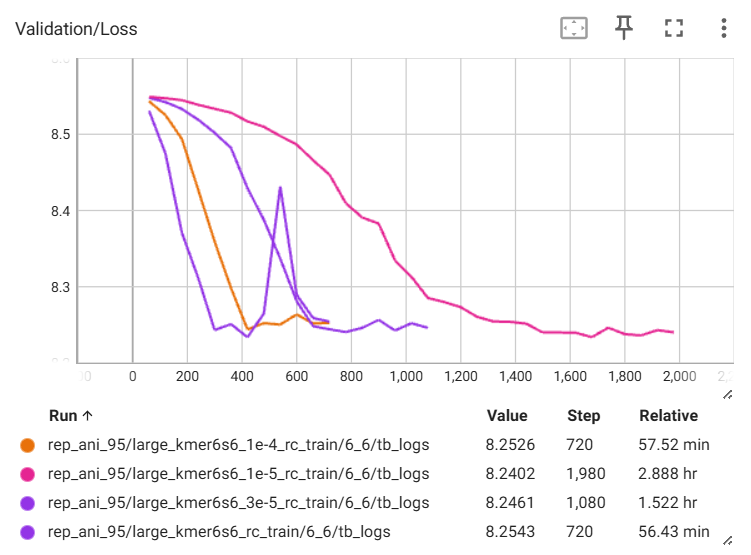 Validation/Loss
8.5
8.4
8.3
0 200 400 600 800 1,000 1,200 1,400 1,600 1,800 2,000
Run ↑ Value Step Relative
rep_ani_95/large_kmer6s6_1e-4_rc_train/6_6/tb_logs 8.2526 720 57.52 min
rep_ani_95/large_kmer6s6_1e-5_rc_train/6_6/tb_logs 8.2402 1,980 2.888 hr
rep_ani_95/large_kmer6s6_3e-5_rc_train/6_6/tb_logs 8.2461 1,080 1.522 hr
rep_ani_95/large_kmer6s6_rc_train/6_6/tb_logs 8.2543 720 56.43 min